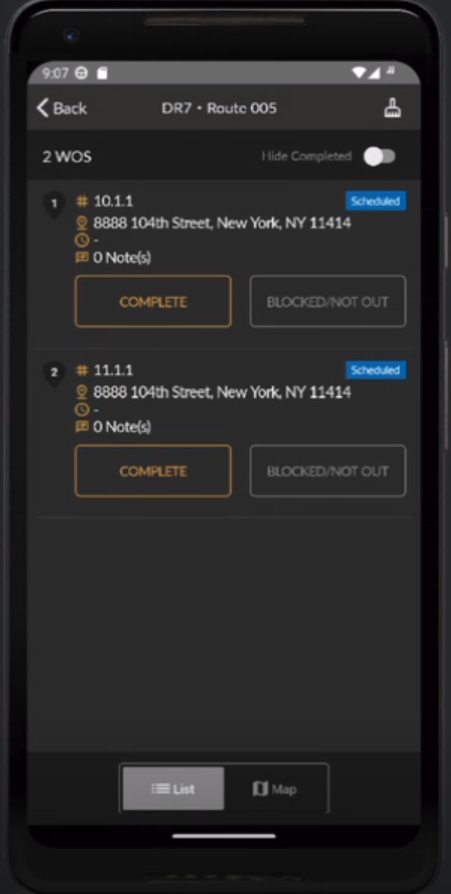 9:07
Back DR7 • Route 005
2 WOS Hide Completed
1 # 10.1.1 Scheduled
8888 104th Street, New York, NY 11414
-
0 Note(s)
COMPLETE BLOCKED/NOT OUT
2 # 11.1.1 Scheduled
8888 104th Street, New York, NY 11414
-
0 Note(s)
COMPLETE BLOCKED/NOT OUT
List Map